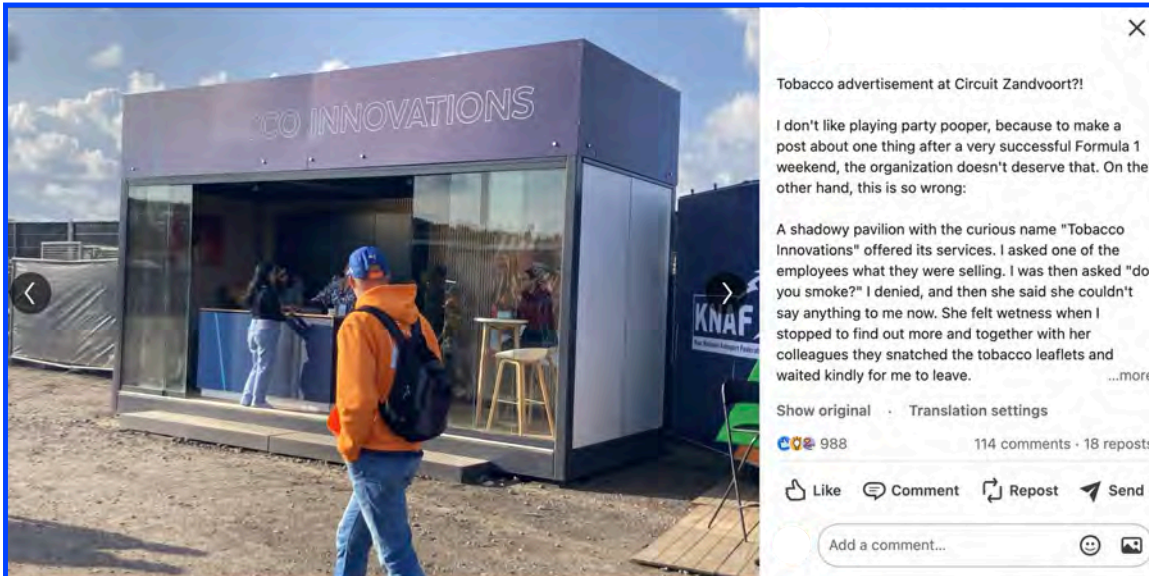 CO INNOVATIONS
KNAF
Tobacco advertisement at Circuit Zandvoort?!
I don't like playing party pooper, because to make a
post about one thing after a very successful Formula 1
weekend, the organization doesn't deserve that. On the
other hand, this is so wrong:
A shadowy pavilion with the curious name "Tobacco
Innovations" offered its services. I asked one of the
employees what they were selling. I was then asked "do
you smoke?" I denied, and then she said she couldn't
say anything to me now. She felt wetness when I
stopped to find out more and together with her
colleagues they snatched the tobacco leaflets and
waited kindly for me to leave. ...more
Show original · Translation settings
988 114 comments · 18 reposts
Like Comment Repost Send
Add a comment...